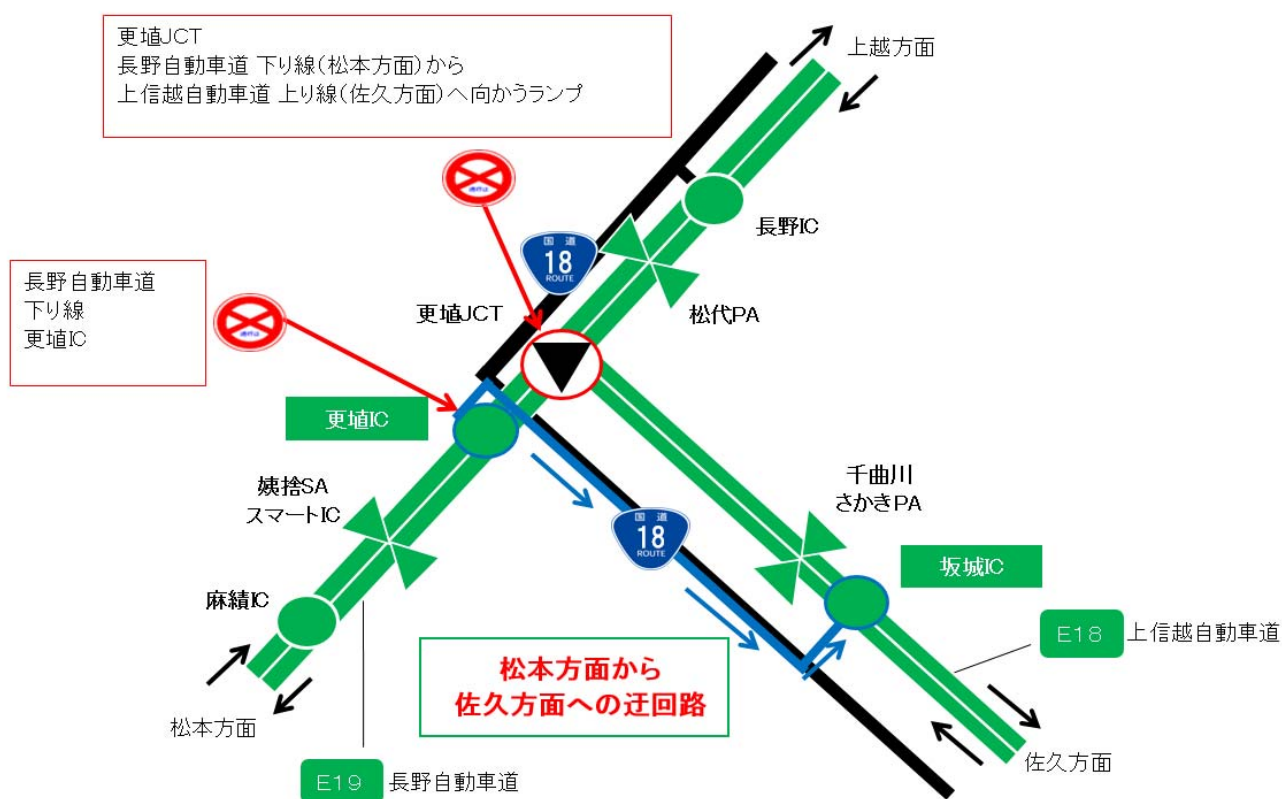 更埴JCT
長野自動車道 下り線(松本方面)から
上信越自動車道 上り線(佐久方面)へ向かうランプ
上越方面
長野IC
国道
18
ROUTE
松代PA
更埴JCT
長野自動車道
下り線
更埴IC
更埴IC
姨捨SA
スマートIC
千曲川
さかきPA
国道
18
ROUTE
坂城IC
麻績IC
E18 上信越自動車道
松本方面から
佐久方面への迂回路
松本方面
佐久方面
E19 長野自動車道